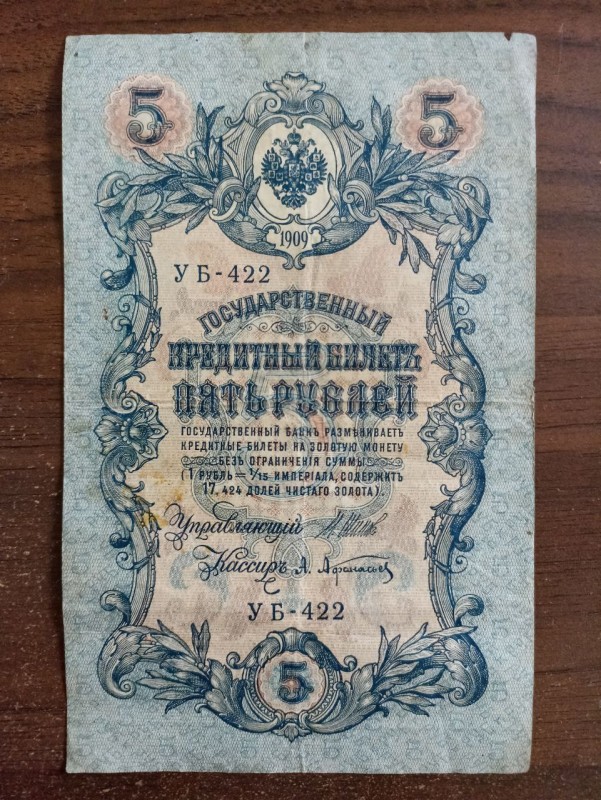 5 5
1909
УБ-422
ГОСУДАРСТВЕННЫЙ
КРЕДИТНЫЙ БИЛЕТЪ
ПЯТЬ РУБЛЕЙ
ГОСУДАРСТВЕННЫЙ БАНКЪ РАЗМѢНИВАЕТЪ
КРЕДИТНЫЕ БИЛЕТЫ НА ЗОЛОТУЮ МОНЕТУ
БЕЗЪ ОГРАНИЧЕНІЯ СУММЫ
(1 РУБЛЬ = 1/15 ИМПЕРІАЛА, СОДЕРЖИТЪ
17,424 ДОЛЕЙ ЧИСТАГО ЗОЛОТА).
Управляющій
Кассиръ А. Афанасьев
УБ-422
5